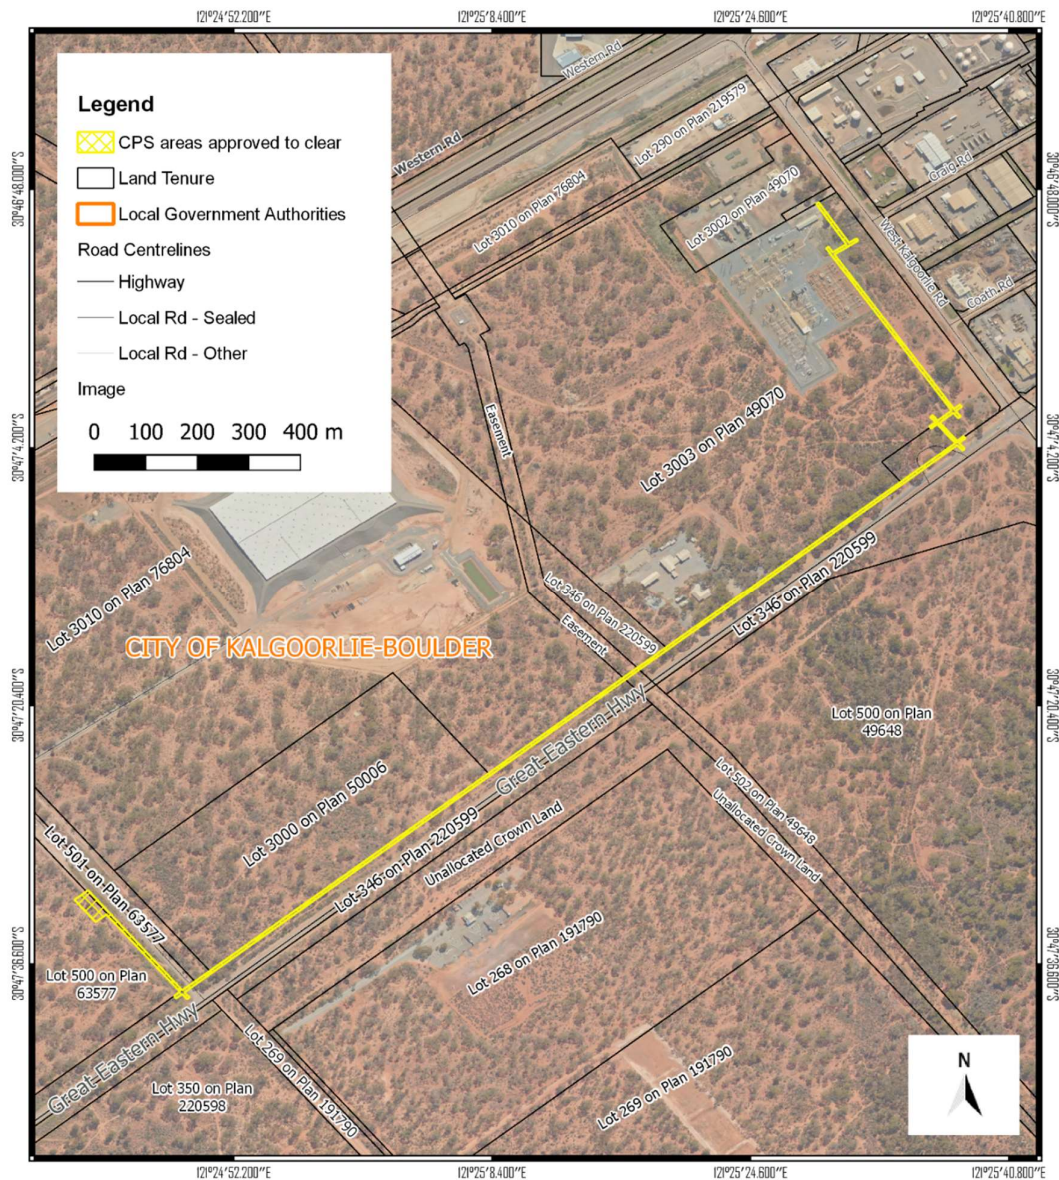 121°24'52.200"E
121°25'8.400"E
121°25'24.600"E
121°25'40.800"E
Legend
CPS areas approved to clear
Land Tenure
Local Government Authorities
Road Centrelines
Highway
Local Rd - Sealed
Local Rd - Other
Image
0 100 200 300 400 m
Western Rd
Western Rd
Lot 290 on Plan 219579
Craig Rd
30°46'48.000"S
30°46'48.000"S
Lot 3010 on Plan 76804
Lot 3002 on Plan 49070
West Kalgoorlie Rd
Coath Rd
Easement
Lot 3003 on Plan 49070
30°47'4.200"S
30°47'4.200"S
Lot 3010 on Plan 76804
Lot 346 on Plan 220599
Lot 346 on Plan 220599
Easement
CITY OF KALGOORLIE-BOULDER
30°47'20.400"S
30°47'20.400"S
Great Eastern Hwy
Lot 500 on Plan
49648
Lot 3000 on Plan 50006
Lot 502 on Plan 49648
Unallocated Crown Land
Lot 346 on Plan 220599
Unallocated Crown Land
Lot 501 on Plan 63577
Lot 268 on Plan 191790
30°47'36.600"S
30°47'36.600"S
Lot 500 on Plan
63577
Great Eastern Hwy
Lot 269 on Plan 191790
Lot 350 on Plan
220598
Lot 269 on Plan 191790
N
121°24'52.200"E
121°25'8.400"E
121°25'24.600"E
121°25'40.800"E